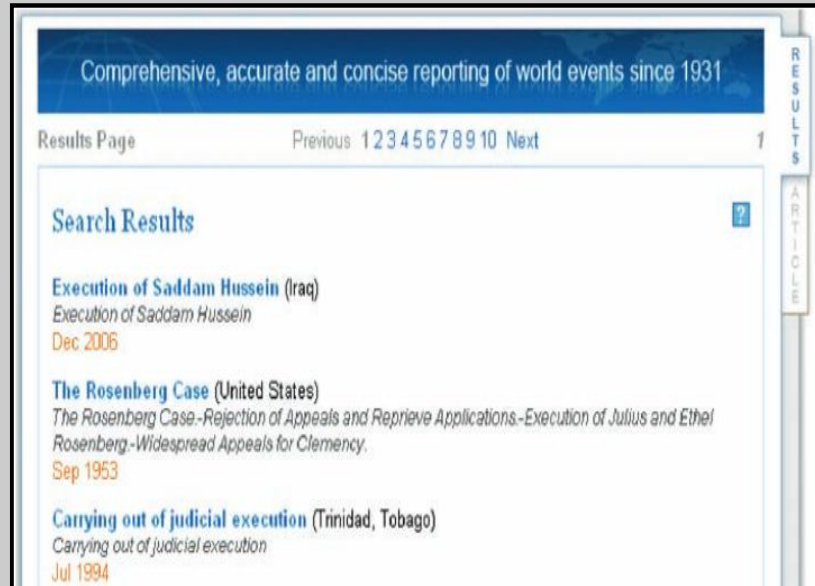 Comprehensive, accurate and concise reporting of world events since 1931
Results Page Previous 1 2 3 4 5 6 7 8 9 10 Next 1
RESULTS
ARTICLE
Search Results ?
Execution of Saddam Hussein (Iraq)
Execution of Saddam Hussein
Dec 2006
The Rosenberg Case (United States)
The Rosenberg Case.-Rejection of Appeals and Reprieve Applications.-Execution of Julius and Ethel
Rosenberg.-Widespread Appeals for Clemency.
Sep 1953
Carrying out of judicial execution (Trinidad, Tobago)
Carrying out of judicial execution
Jul 1994